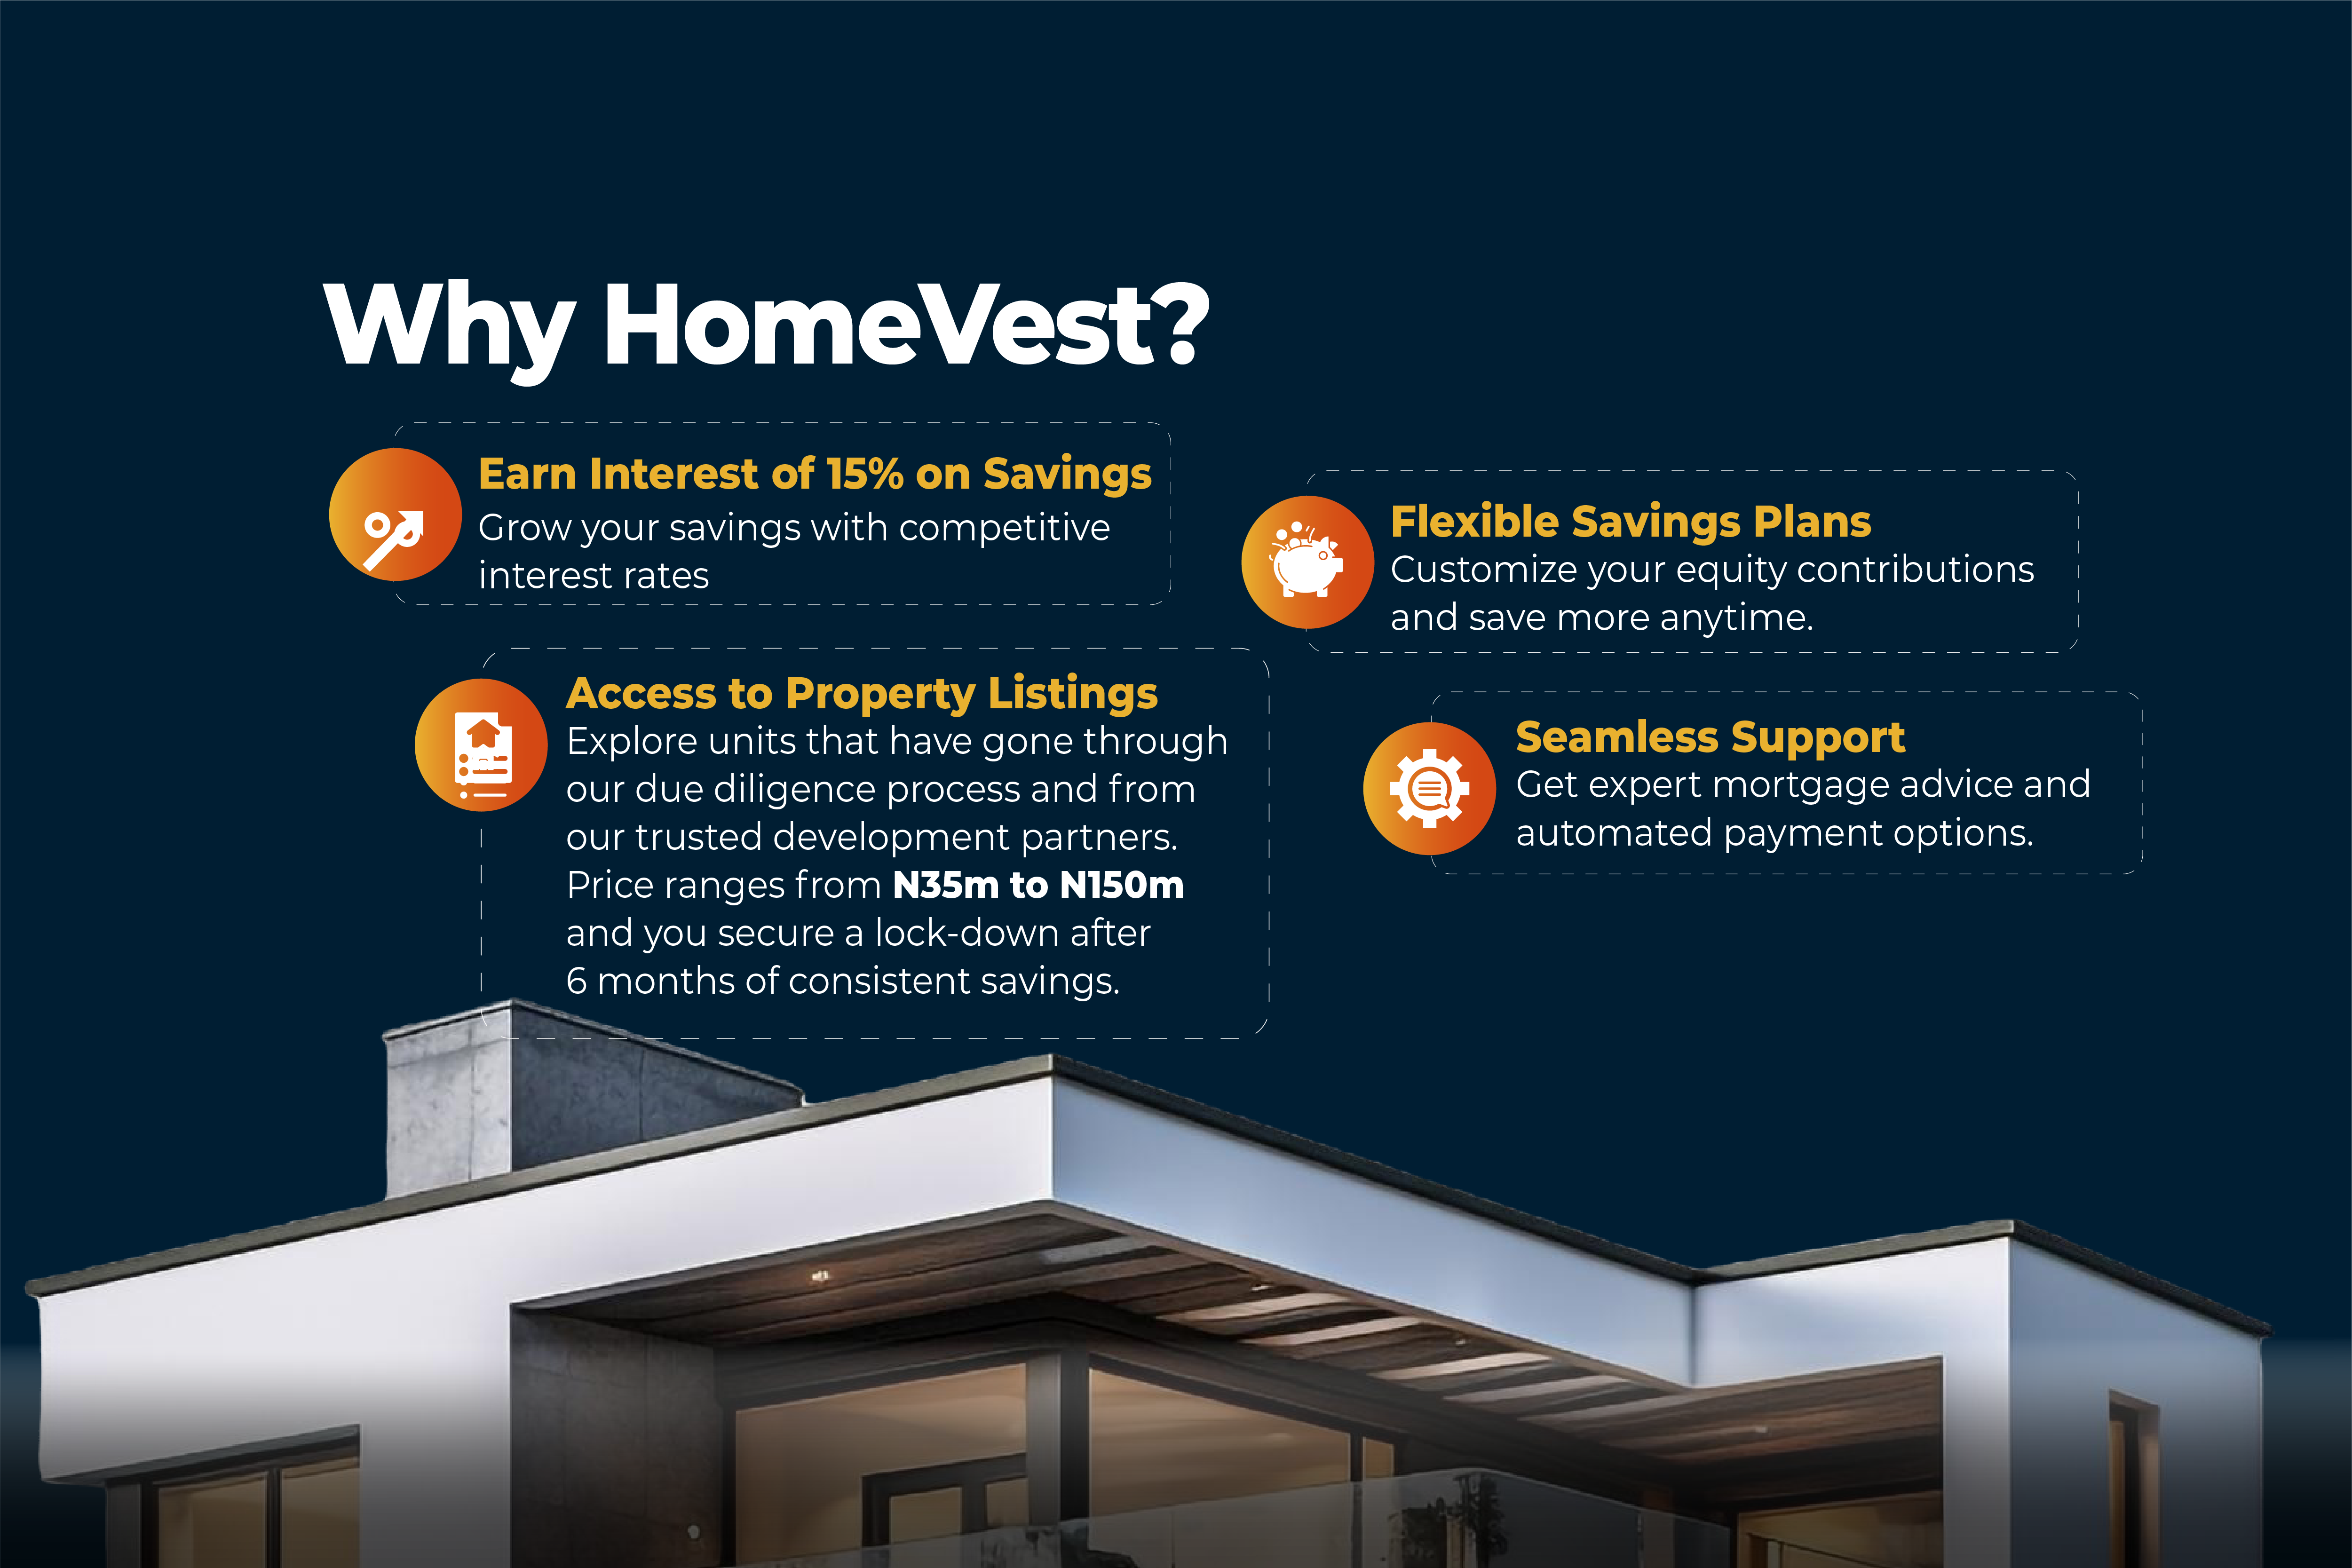 Why HomeVest?
Earn Interest of 15% on Savings
Grow your savings with competitive
interest rates
Access to Property Listings
Explore units that have gone through
our due diligence process and from
our trusted development partners.
Price ranges from N35m to N150m
and you secure a lock-down after
6 months of consistent savings.
Flexible Savings Plans
Customize your equity contributions
and save more anytime.
Seamless Support
Get expert mortgage advice and
automated payment options.